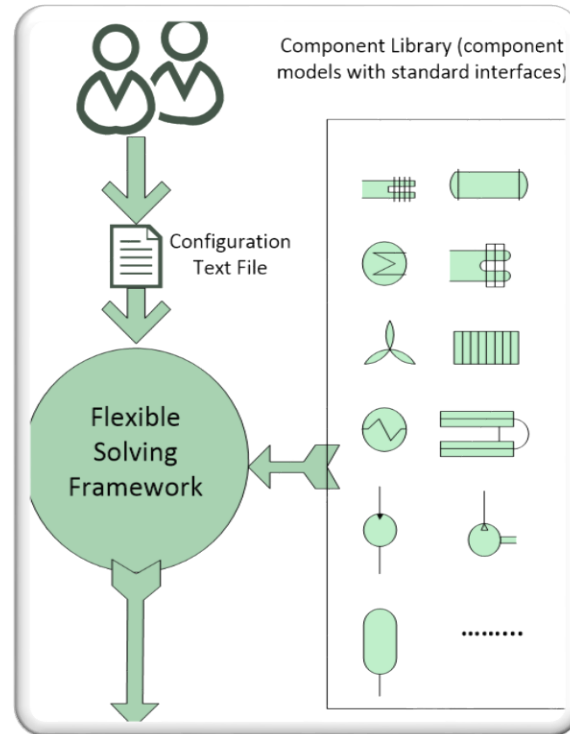 Component Library (component
models with standard interfaces)
Configuration
Text File
Flexible
Solving
Framework